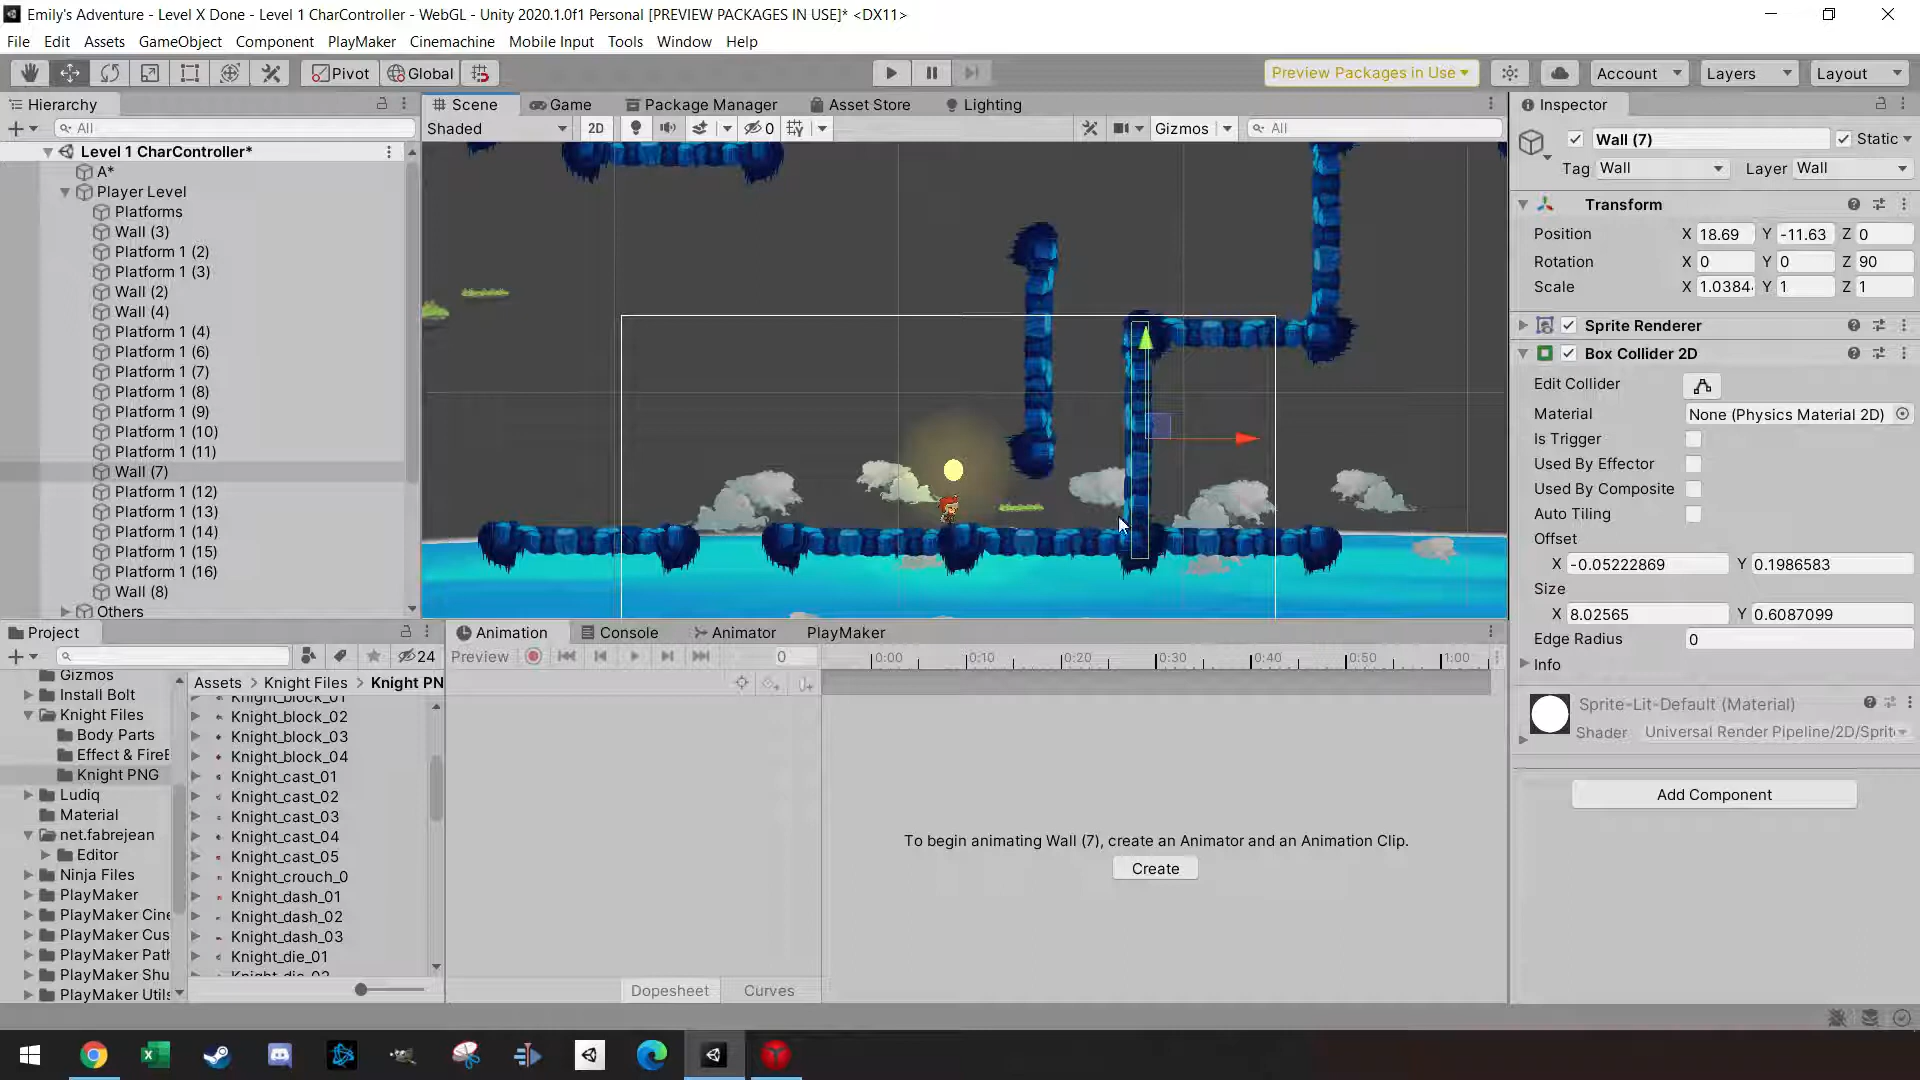 Emily's Adventure - Level X Done - Level 1 CharController - WebGL - Unity 2020.1.0f1 Personal [PREVIEW PACKAGES IN USE]* <DX11>
File Edit Assets GameObject Component PlayMaker Cinemachine Mobile Input Tools Window Help
Pivot Global Preview Packages in Use Account Layers Layout
Hierarchy
All
Level 1 CharController*
A*
Player Level
Platforms
Wall (3)
Platform 1 (2)
Platform 1 (3)
Wall (2)
Wall (4)
Platform 1 (4)
Platform 1 (6)
Platform 1 (7)
Platform 1 (8)
Platform 1 (9)
Platform 1 (10)
Platform 1 (11)
Wall (7)
Platform 1 (12)
Platform 1 (13)
Platform 1 (14)
Platform 1 (15)
Platform 1 (16)
Wall (8)
Others
Scene Game Package Manager Asset Store Lighting
Shaded 2D 0 Gizmos All
Inspector
Wall (7) Static
Tag Wall Layer Wall
Transform
Position X 18.69 Y -11.63 Z 0
Rotation X 0 Y 0 Z 90
Scale X 1.0384 Y 1 Z 1
Sprite Renderer
Box Collider 2D
Edit Collider
Material None (Physics Material 2D)
Is Trigger
Used By Effector
Used By Composite
Auto Tiling
Offset
X -0.05222869 Y 0.1986583
Size
X 8.02565 Y 0.6087099
Edge Radius 0
Info
Sprite-Lit-Default (Material)
Shader Universal Render Pipeline/2D/Sprite
Add Component
Project
24
Gizmos
Install Bolt
Knight Files
Body Parts
Effect & FireB
Knight PNG
Ludiq
Material
net.fabrejean
Editor
Ninja Files
PlayMaker
PlayMaker Cine
PlayMaker Cus
PlayMaker Path
PlayMaker Shu
PlayMaker Utils
Assets > Knight Files > Knight PN
Knight_block_01
Knight_block_02
Knight_block_03
Knight_block_04
Knight_cast_01
Knight_cast_02
Knight_cast_03
Knight_cast_04
Knight_cast_05
Knight_crouch_0
Knight_dash_01
Knight_dash_02
Knight_dash_03
Knight_die_01
Knight_die_02
Animation Console Animator PlayMaker
Preview 0 0:00 0:10 0:20 0:30 0:40 0:50 1:00
To begin animating Wall (7), create an Animator and an Animation Clip.
Create
Dopesheet Curves